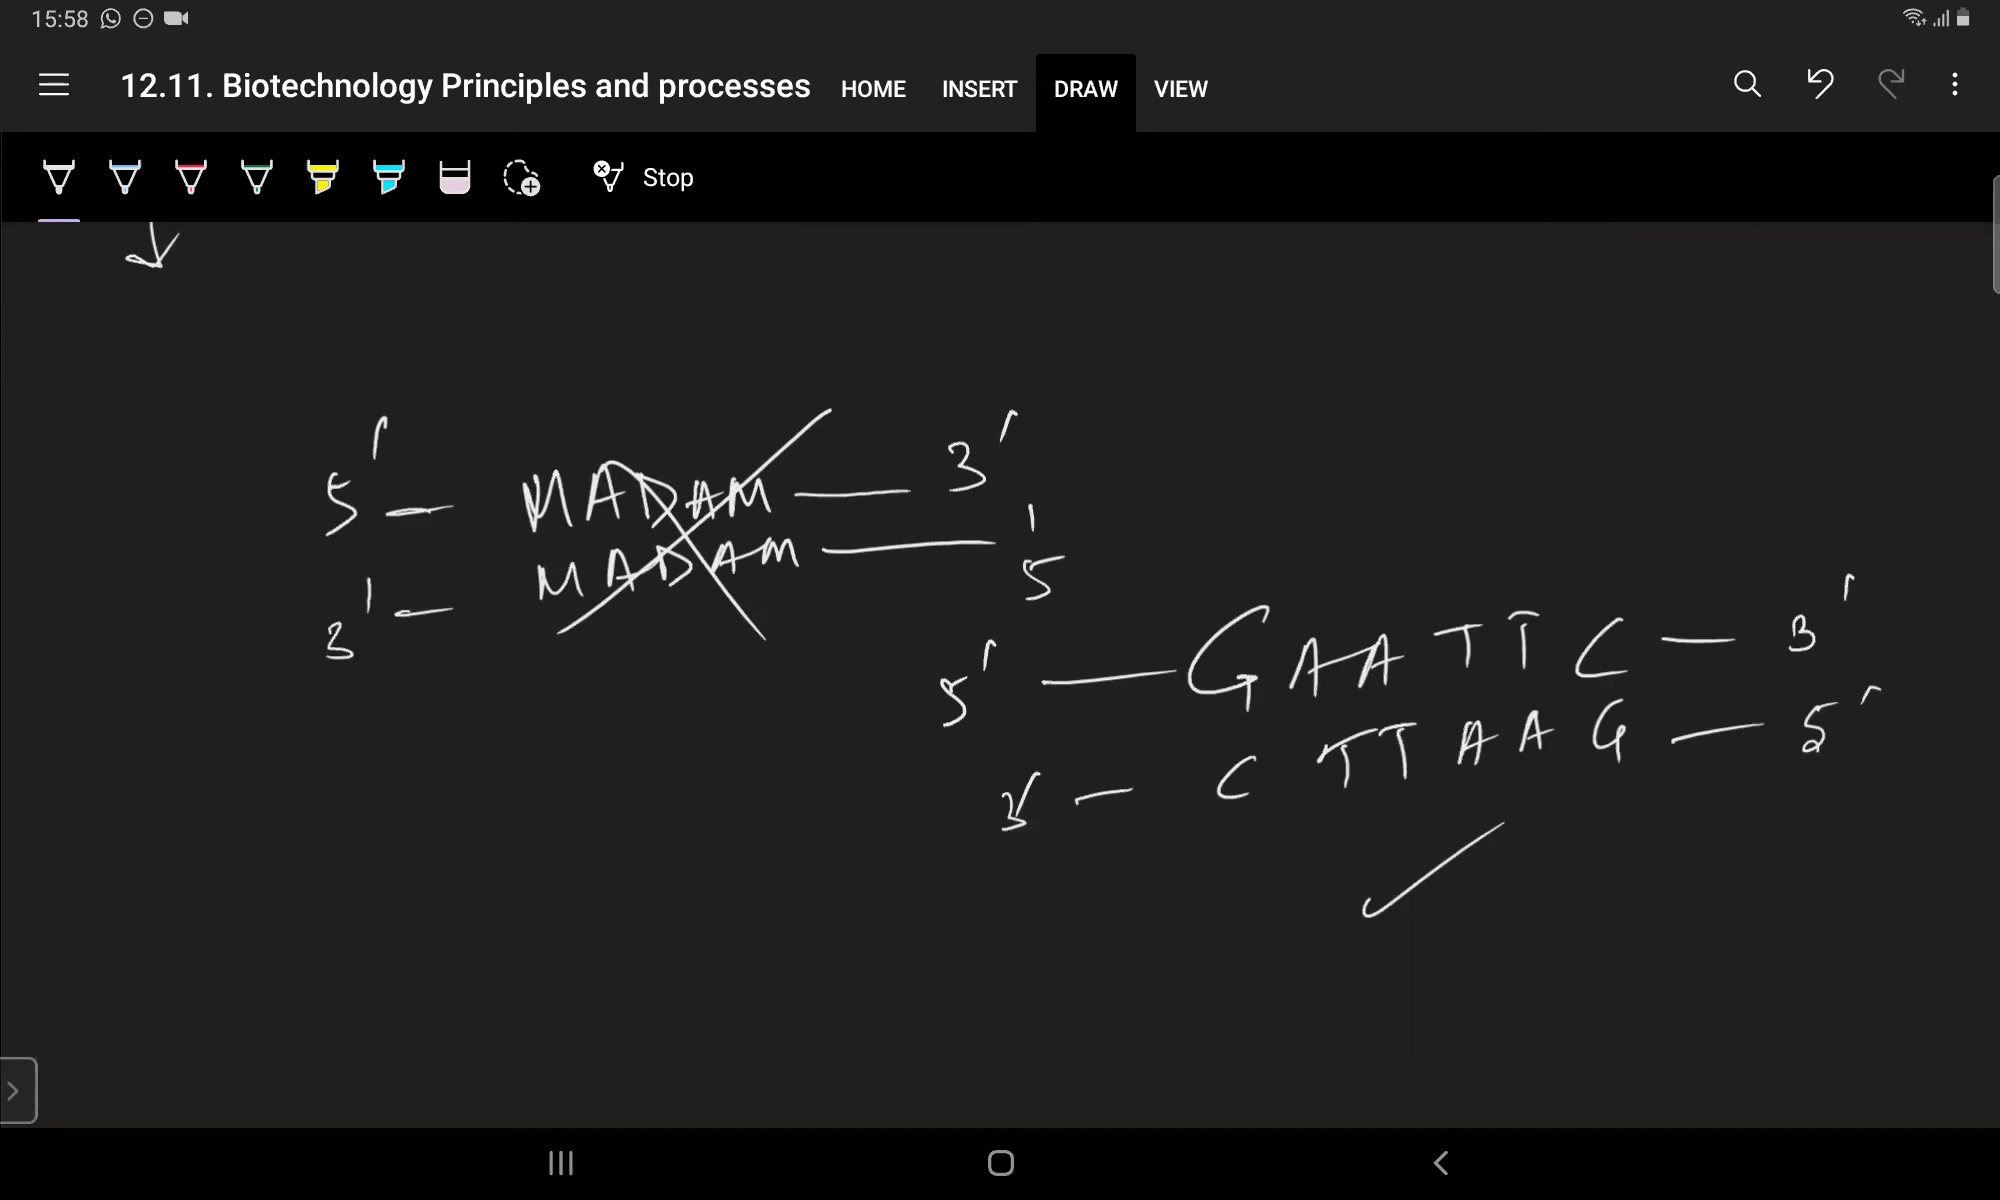 15:58
12.11. Biotechnology Principles and processes HOME INSERT DRAW VIEW
Stop
5' — MADAM — 3'
3' — MADAM — 5'
5' — GAATTC — 3'
3' — CTTAAG — 5'